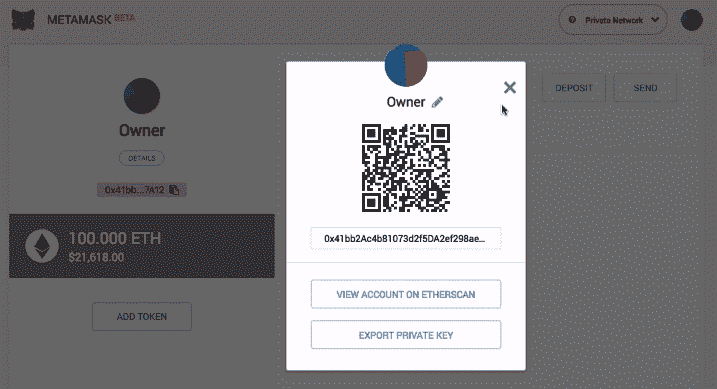 METAMASK BETA
Private Network
Owner
DETAILS
0x41bb...7A12
100.000 ETH
$21,618.00
ADD TOKEN
Owner
0x41bb2Ac4b81073d2f5DA2ef298ae...
VIEW ACCOUNT ON ETHERSCAN
EXPORT PRIVATE KEY
DEPOSIT
SEND